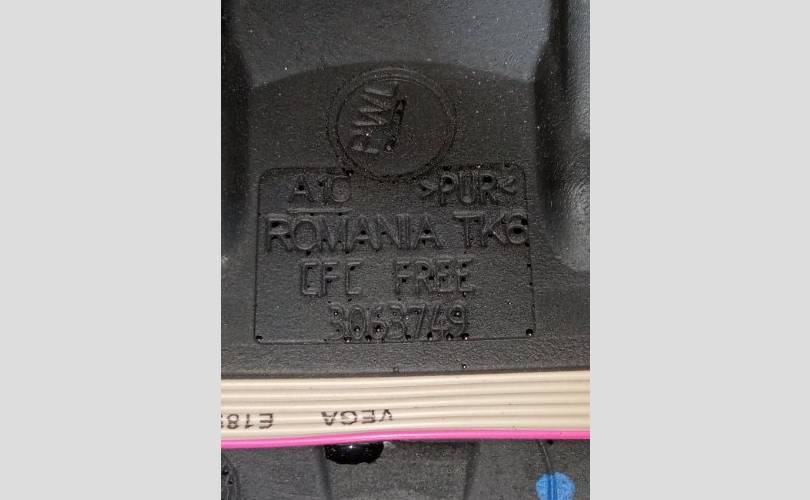 PWL
A10 >PUR<
ROMANIA TK6
CFC FREE
3063749
VEGA E18